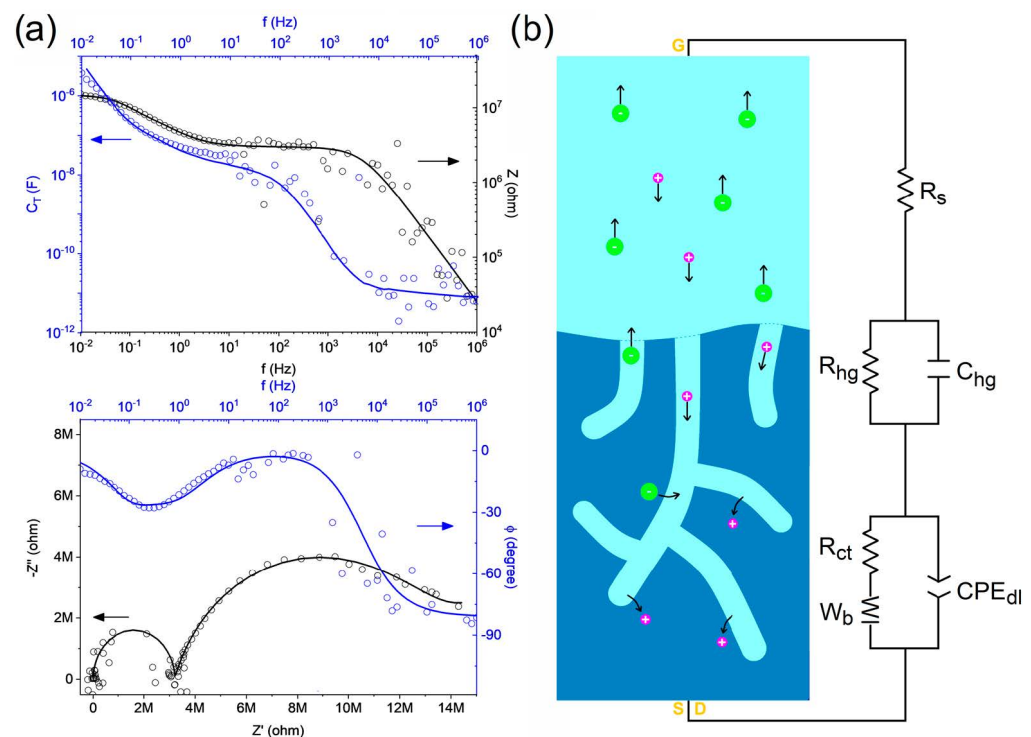 (a)
f (Hz)
10⁻² 10⁻¹ 10⁰ 10¹ 10² 10³ 10⁴ 10⁵ 10⁶
10⁻⁶
10⁻⁸
10⁻¹⁰
10⁻¹²
C_T (F)
10⁷
10⁶
10⁵
10⁴
Z (ohm)
10⁻² 10⁻¹ 10⁰ 10¹ 10² 10³ 10⁴ 10⁵ 10⁶
f (Hz)
f (Hz)
10⁻² 10⁻¹ 10⁰ 10¹ 10² 10³ 10⁴ 10⁵ 10⁶
8M
6M
4M
2M
0
-Z" (ohm)
0
-30
-60
-90
ϕ (degree)
0 2M 4M 6M 8M 10M 12M 14M
Z' (ohm)
(b)
G
- -
+
-
-
+
-
- +
+
-
+
+
+
S D
R_s
R_hg C_hg
R_ct
W_b
CPE_dl